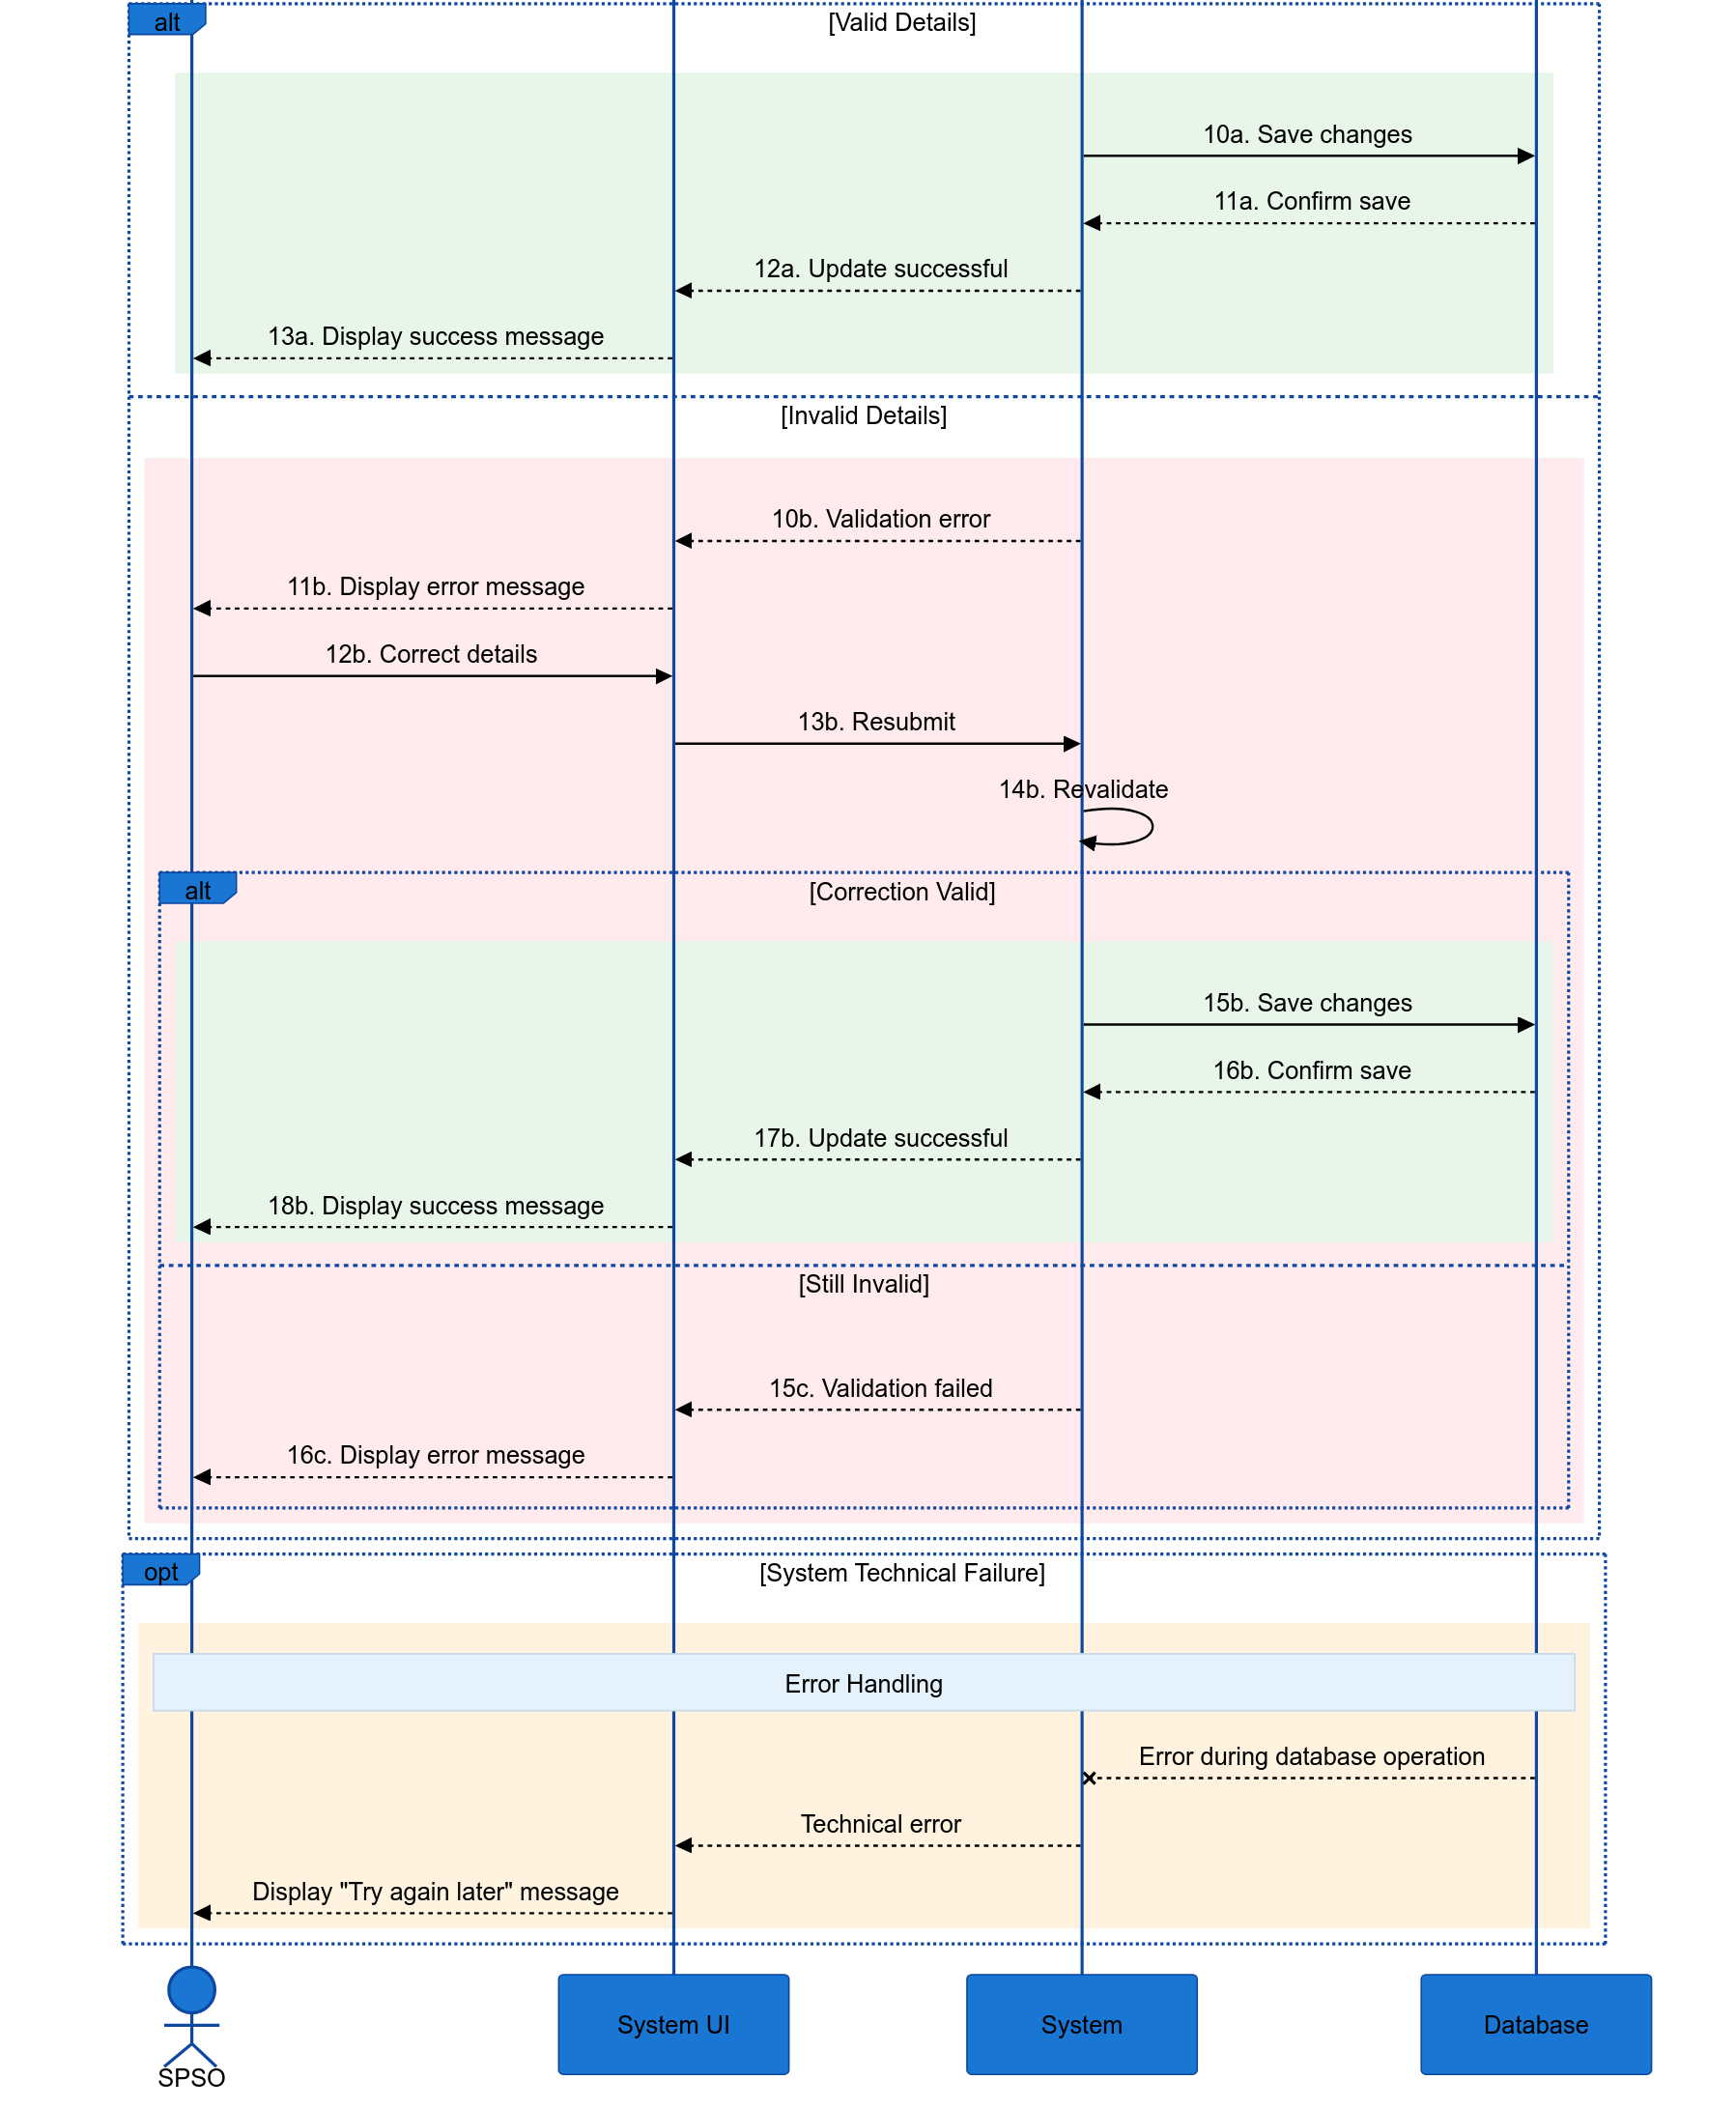 alt
[Valid Details]
10a. Save changes
11a. Confirm save
12a. Update successful
13a. Display success message
[Invalid Details]
10b. Validation error
11b. Display error message
12b. Correct details
13b. Resubmit
14b. Revalidate
alt
[Correction Valid]
15b. Save changes
16b. Confirm save
17b. Update successful
18b. Display success message
[Still Invalid]
15c. Validation failed
16c. Display error message
opt
[System Technical Failure]
Error Handling
Error during database operation
Technical error
Display "Try again later" message
System UI
System
Database
SPSO